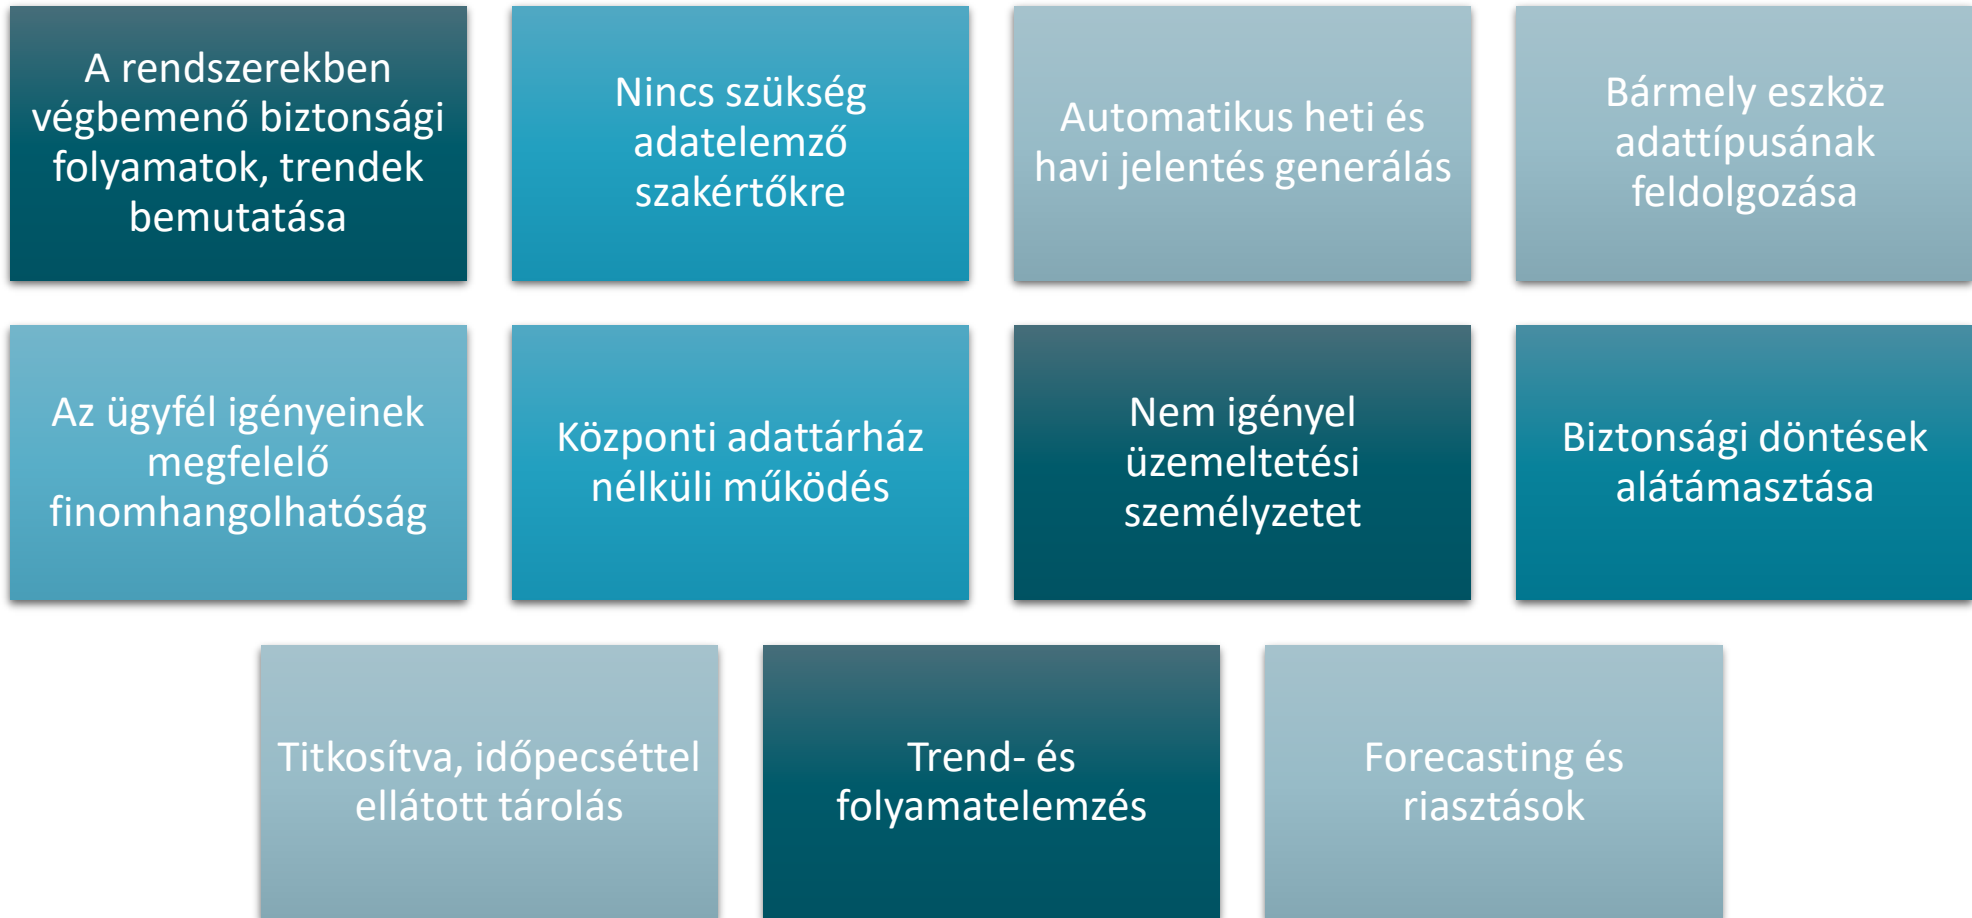 A rendszerekben
végbemenő biztonsági
folyamatok, trendek
bemutatása
Nincs szükség
adatelemző
szakértőkre
Automatikus heti és
havi jelentés generálás
Bármely eszköz
adattípusának
feldolgozása
Az ügyfél igényeinek
megfelelő
finomhangolhatóság
Központi adattárház
nélküli működés
Nem igényel
üzemeltetési
személyzetet
Biztonsági döntések
alátámasztása
Titkosítva, időpecséttel
ellátott tárolás
Trend- és
folyamatelemzés
Forecasting és
riasztások